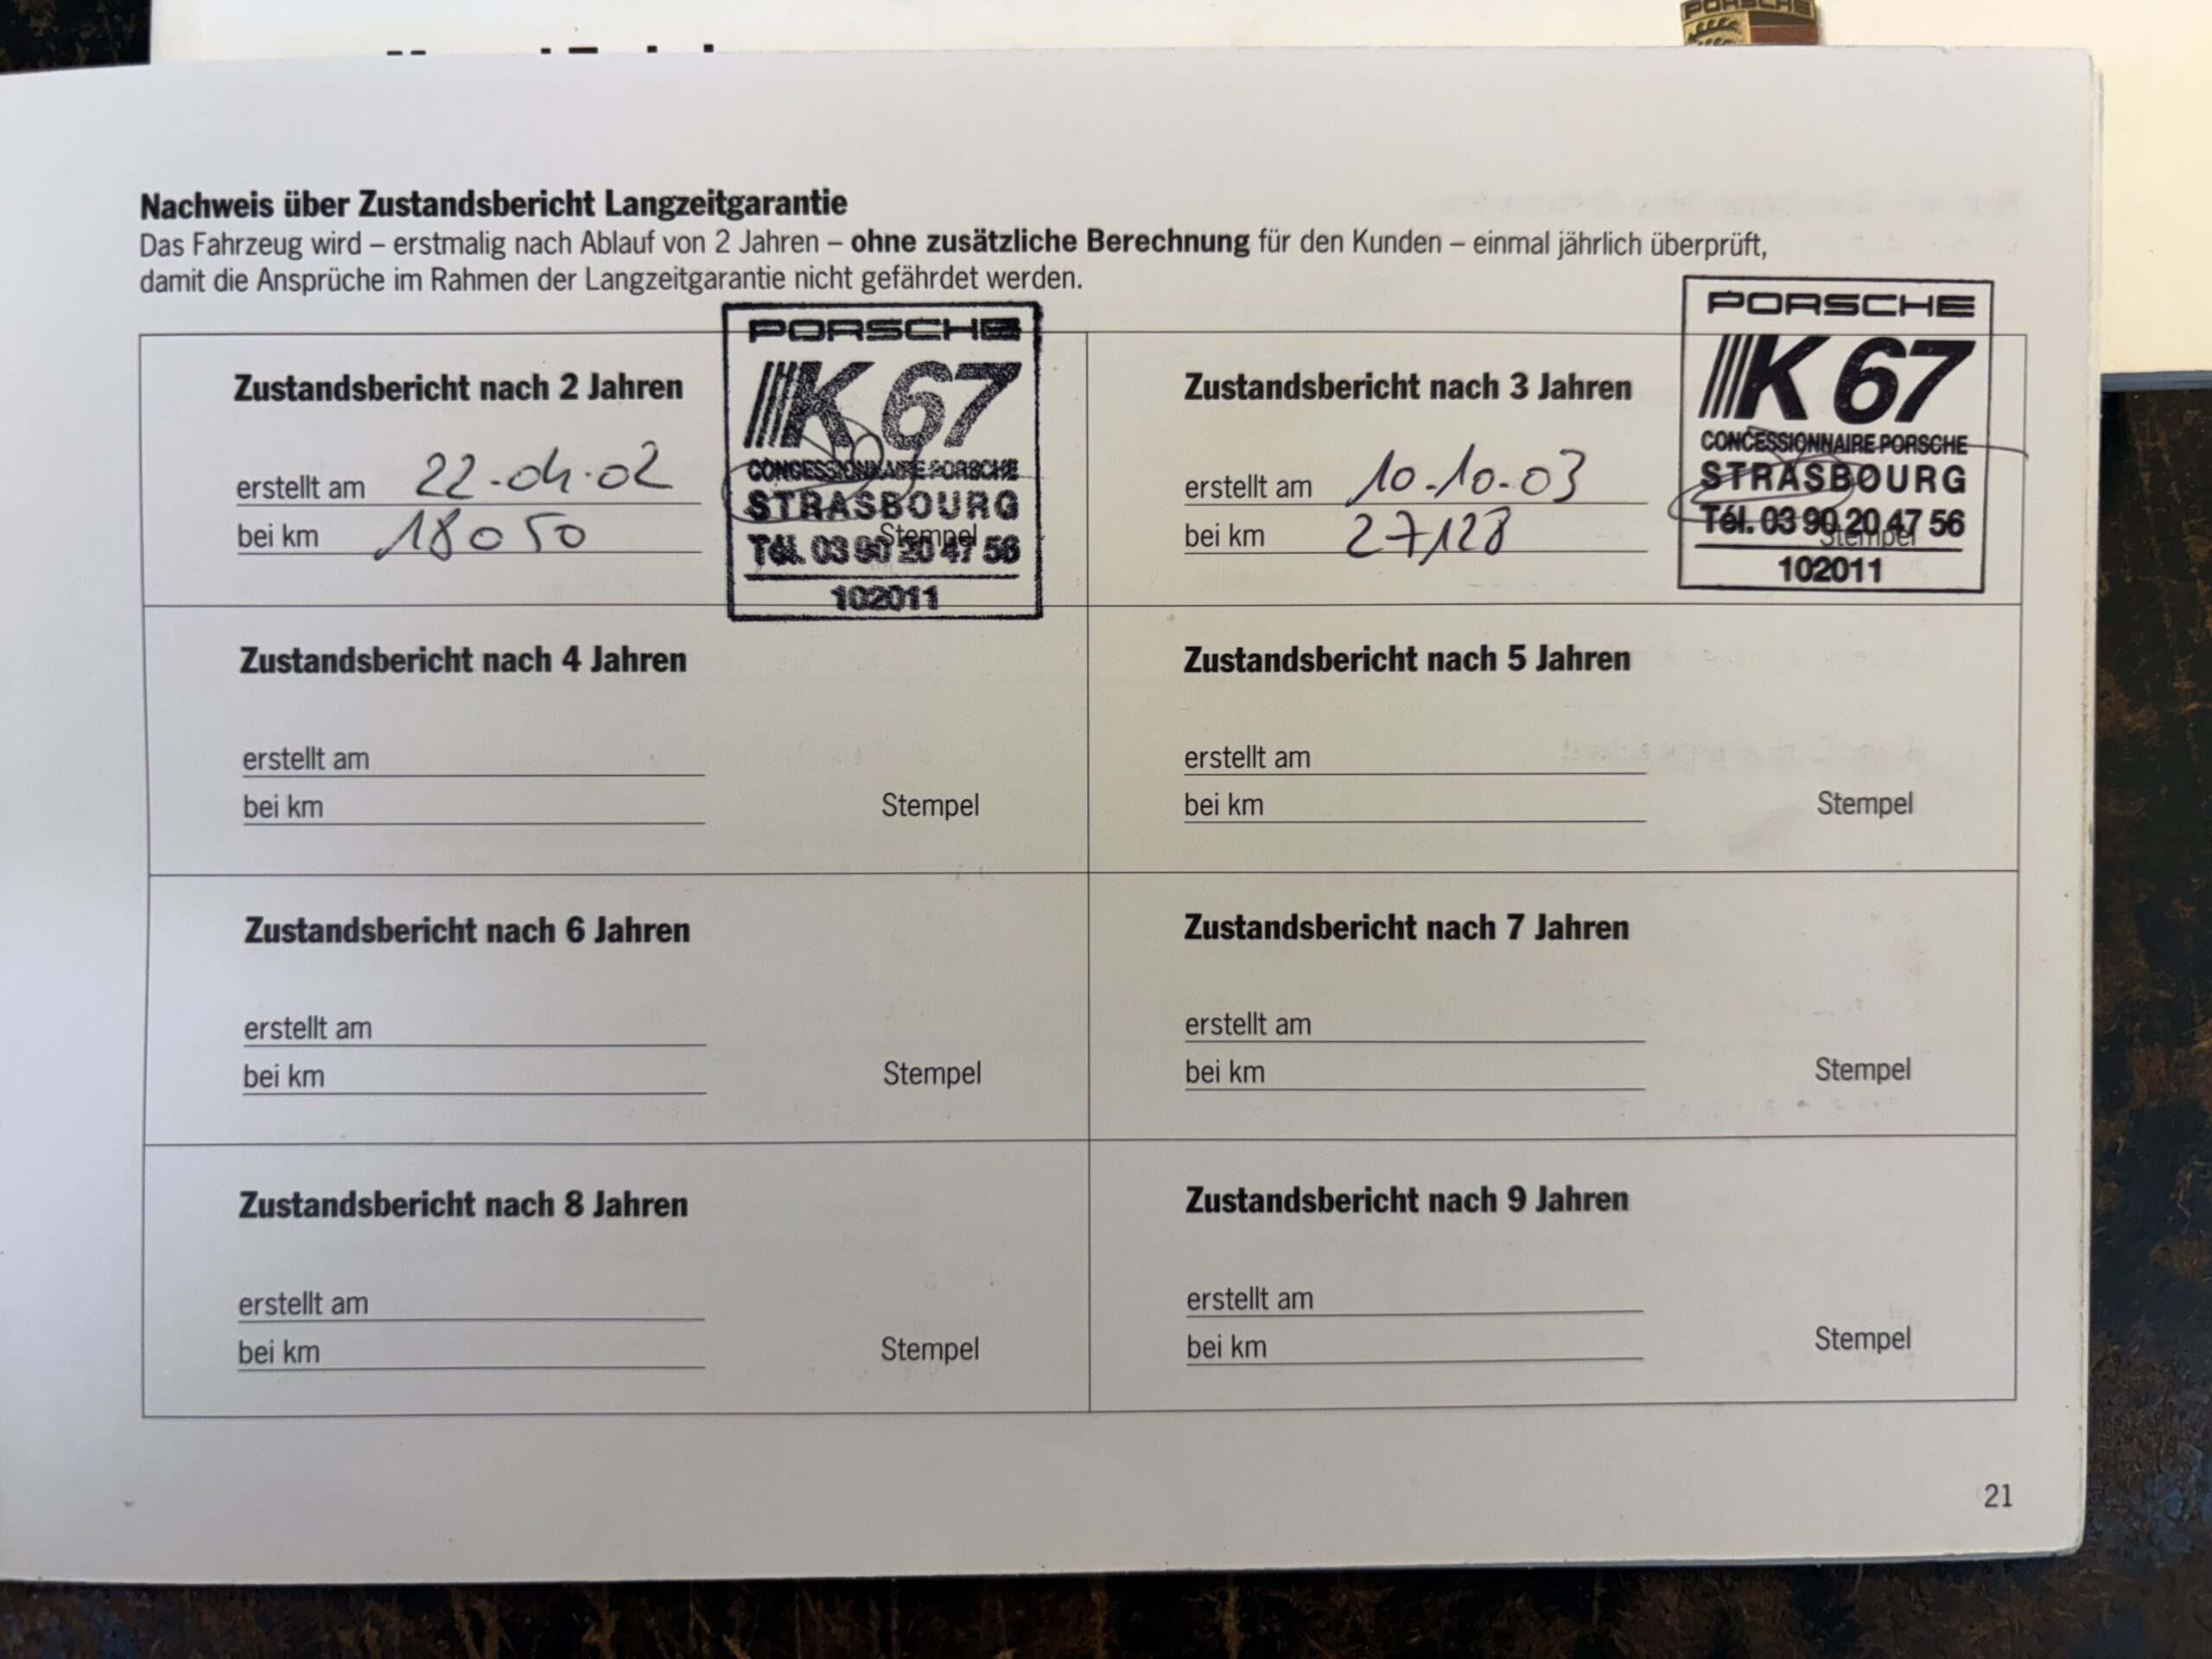 PORSCHE
Nachweis über Zustandsbericht Langzeitgarantie
Das Fahrzeug wird – erstmalig nach Ablauf von 2 Jahren – ohne zusätzliche Berechnung für den Kunden – einmal jährlich überprüft,
damit die Ansprüche im Rahmen der Langzeitgarantie nicht gefährdet werden.
Zustandsbericht nach 2 Jahren
erstellt am 22-04-02
bei km 18050
Stempel
PORSCHE
K 67
CONCESSIONNAIRE PORSCHE
STRASBOURG
Tél. 03 90 20 47 56
102011
Zustandsbericht nach 3 Jahren
erstellt am 10-10-03
bei km 27128
Stempel
PORSCHE
K 67
CONCESSIONNAIRE PORSCHE
STRASBOURG
Tél. 03 90 20 47 56
102011
Zustandsbericht nach 4 Jahren
erstellt am
bei km
Stempel
Zustandsbericht nach 5 Jahren
erstellt am
bei km
Stempel
Zustandsbericht nach 6 Jahren
erstellt am
bei km
Stempel
Zustandsbericht nach 7 Jahren
erstellt am
bei km
Stempel
Zustandsbericht nach 8 Jahren
erstellt am
bei km
Stempel
Zustandsbericht nach 9 Jahren
erstellt am
bei km
Stempel
21